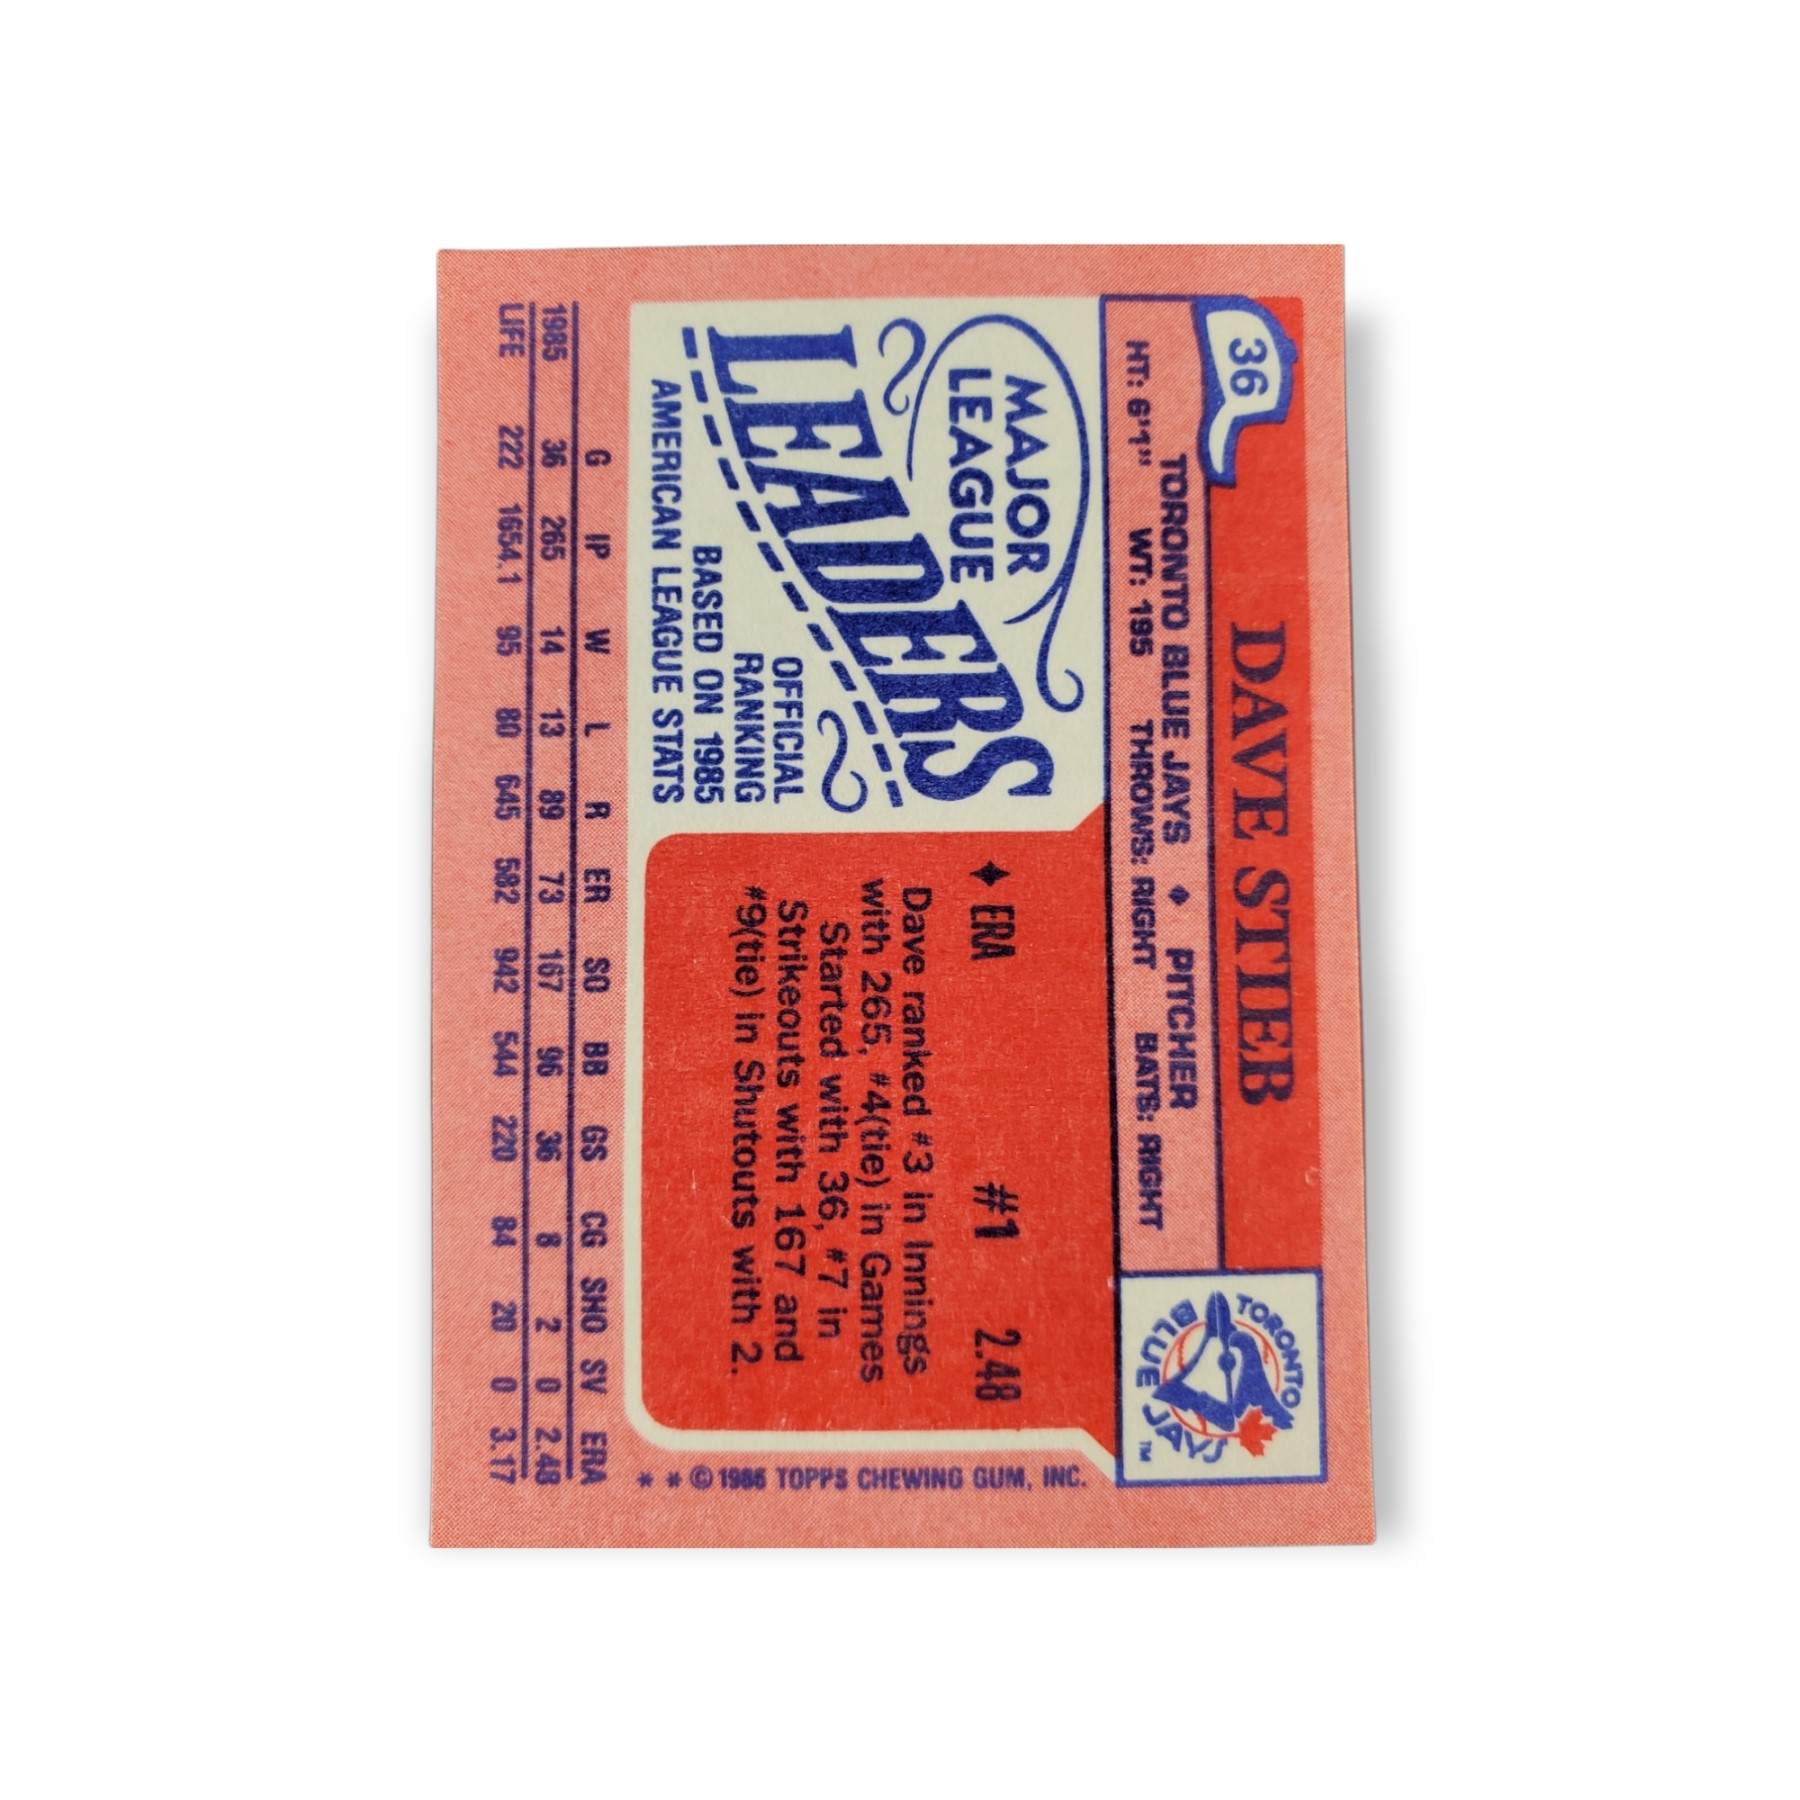 36
DAVE STIEB
TORONTO BLUE JAYS ♦ PITCHER
HT: 6'1" WT: 195 THROWS: RIGHT BATS: RIGHT
TORONTO
BLUE JAYS
TM
MAJOR
LEAGUE
LEADERS
OFFICIAL
RANKING
BASED ON 1985
AMERICAN LEAGUE STATS
♦ ERA #1 2.48
Dave ranked #3 in Innings
with 265, #4(tie) in Games
Started with 36, #7 in
Strikeouts with 167 and
#9(tie) in Shutouts with 2.
* * © 1986 TOPPS CHEWING GUM, INC.
G IP W L R ER SO BB GS CG SHO SV ERA
1985 36 265 14 13 89 73 167 96 36 8 2 0 2.48
LIFE 222 1654.1 95 80 645 582 942 544 220 84 20 0 3.17